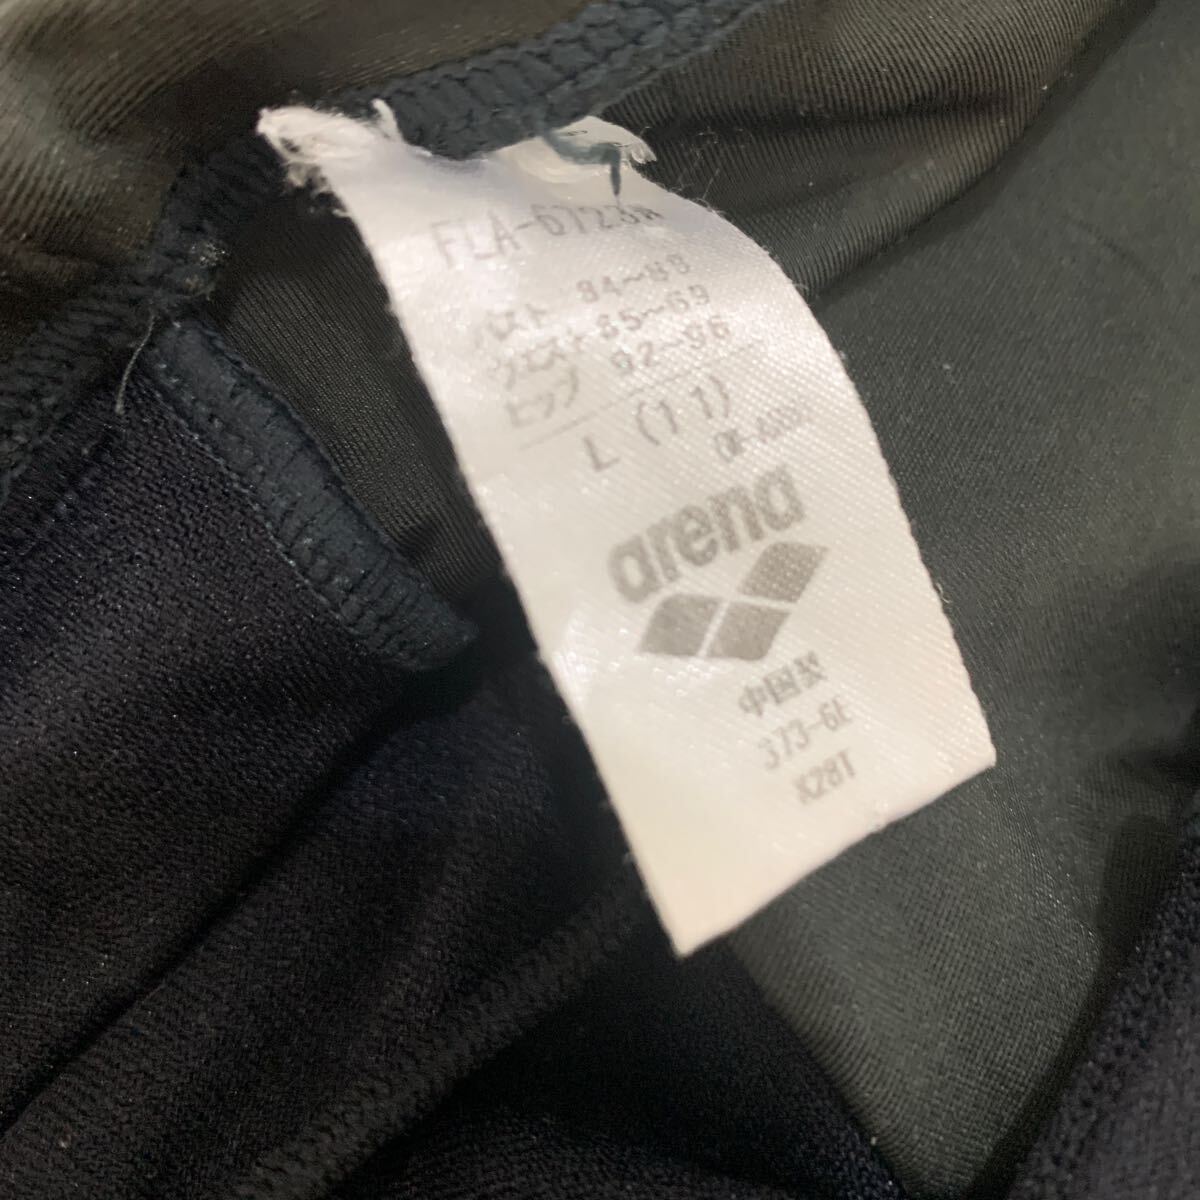 FLA-6723W
バスト 84~88
ウエスト 65~69
ヒップ 92~96
L (11)
arena
中国製
373-6E
K28T